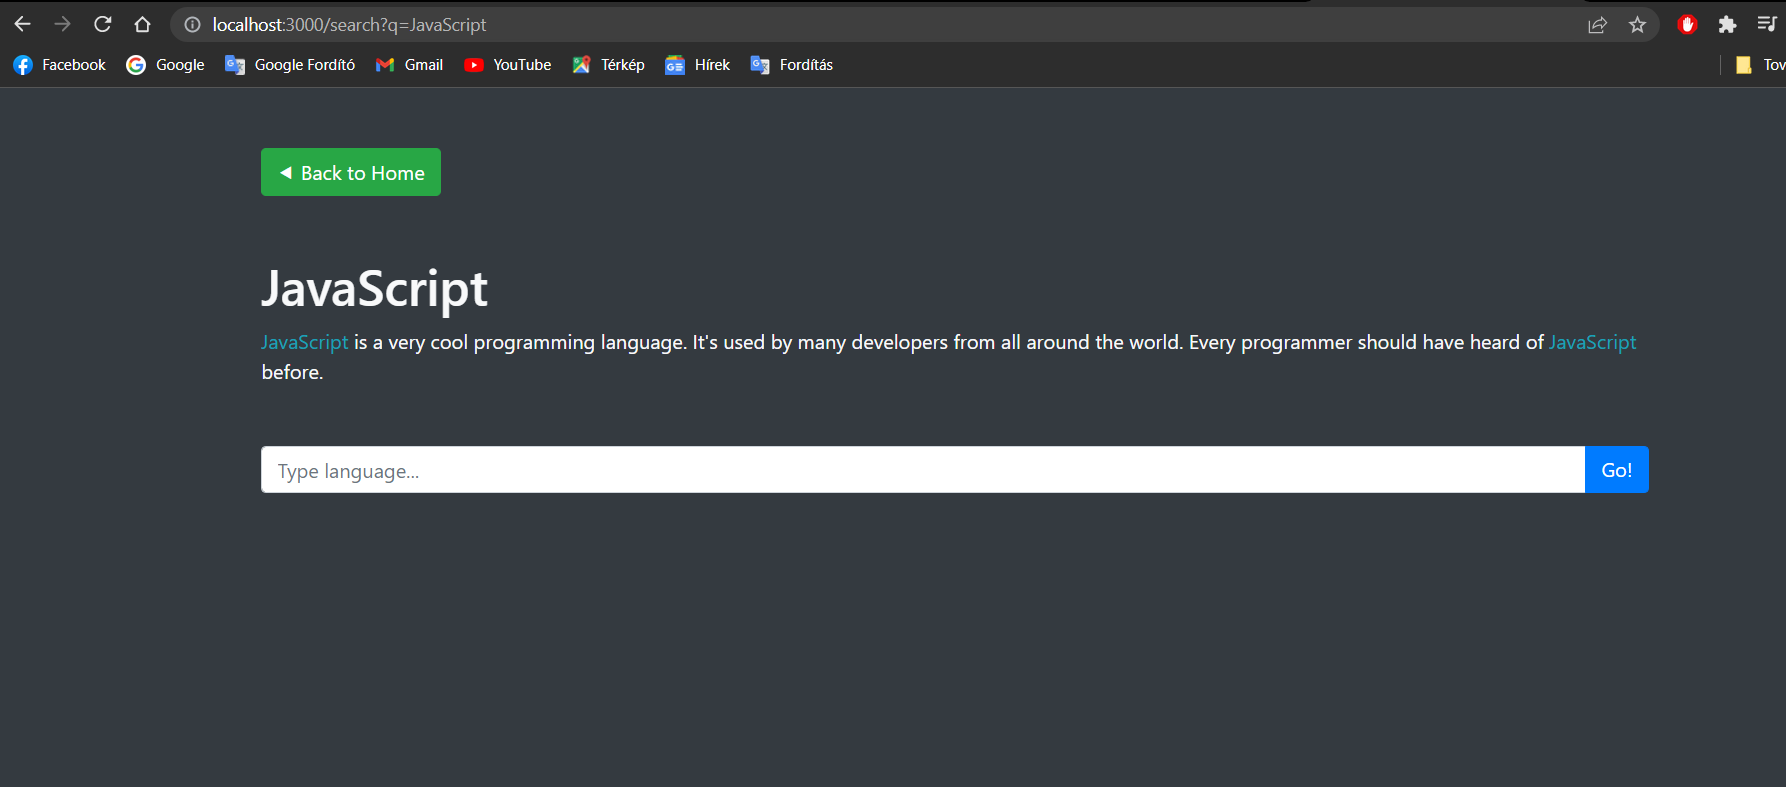 localhost:3000/search?q=JavaScript
Facebook Google Google Fordító Gmail YouTube Térkép Hírek Fordítás Tov
Back to Home
JavaScript
JavaScript is a very cool programming language. It's used by many developers from all around the world. Every programmer should have heard of JavaScript
before.
Type language...
Go!